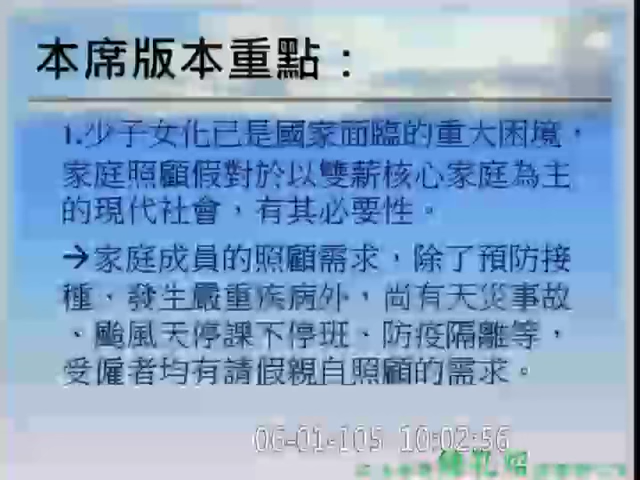 本席版本重點：
1.少子女化已是國家面臨的重大困境，
家庭照顧假對於以雙薪核心家庭為主
的現代社會，有其必要性。
→家庭成員的照顧需求，除了預防接
種、發生嚴重疾病外，尚有天災事故
、颱風天停課不停班、防疫隔離等，
受僱者均有請假親自照顧的需求。
06-01-105 10:02:56